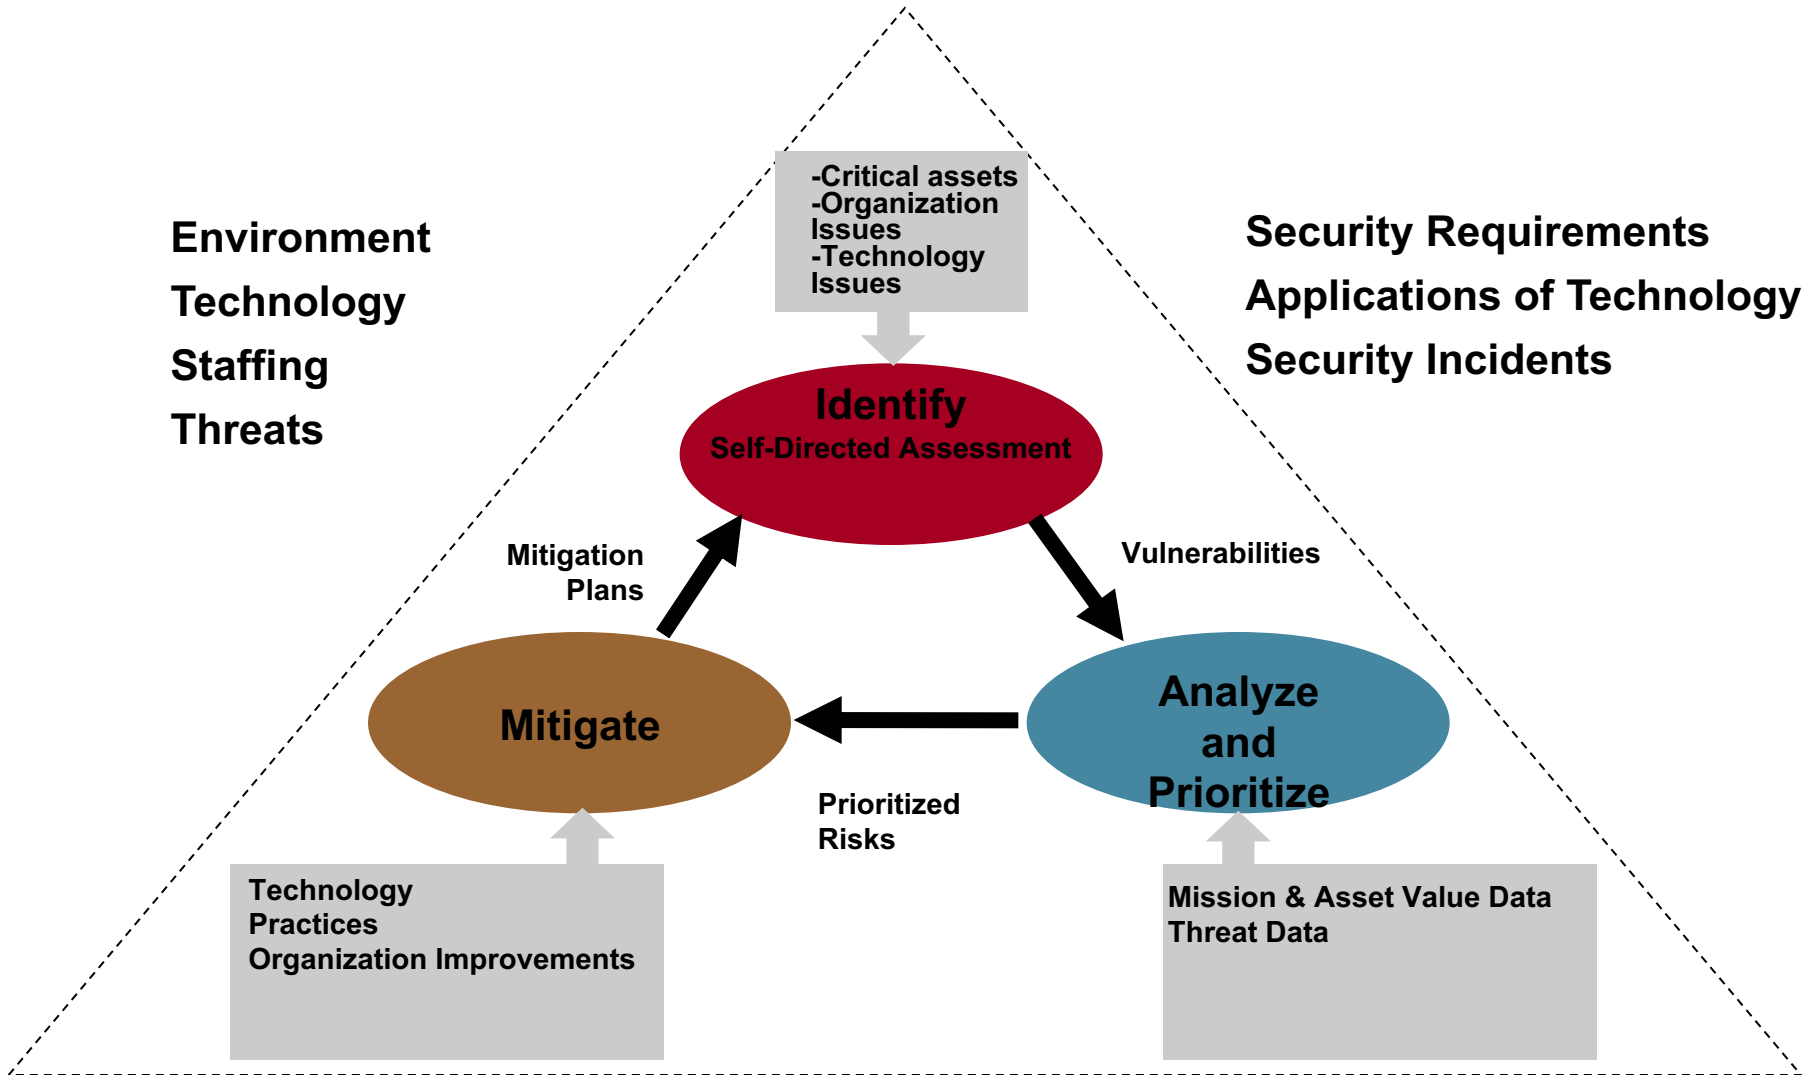 -Critical assets
-Organization
Issues
-Technology
Issues
Environment
Technology
Staffing
Threats
Security Requirements
Applications of Technology
Security Incidents
Identify
Self-Directed Assessment
Mitigation
Plans
Vulnerabilities
Mitigate
Analyze
and
Prioritize
Prioritized
Risks
Technology
Practices
Organization Improvements
Mission & Asset Value Data
Threat Data